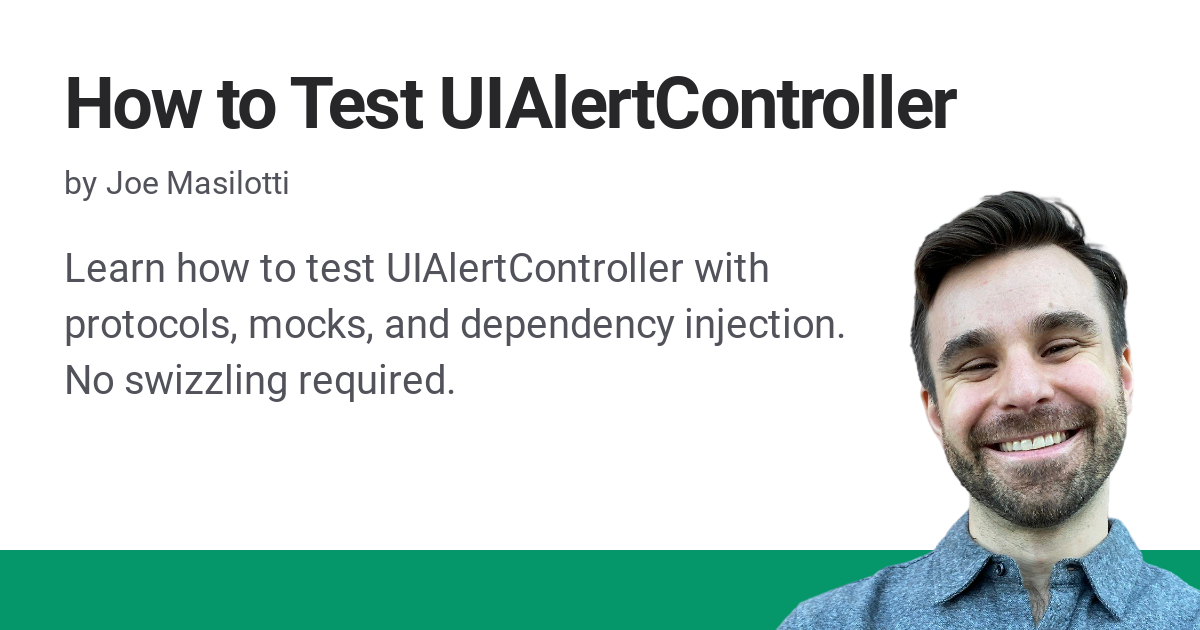 How to Test UIAlertController
by Joe Masilotti
Learn how to test UIAlertController with
protocols, mocks, and dependency injection.
No swizzling required.